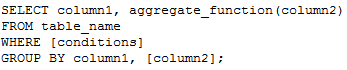 SELECT column1, aggregate_function(column2)
FROM table_name
WHERE [conditions]
GROUP BY column1, [column2];